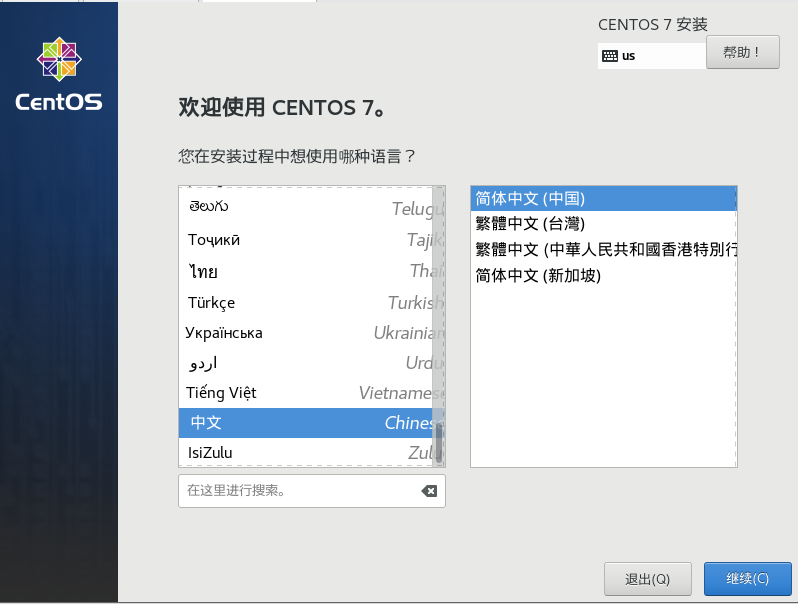 CENTOS 7 安装
us
帮助！
CentOS
欢迎使用 CENTOS 7。
您在安装过程中想使用哪种语言？
తెలుగు Telugu
Тоҷикӣ Tajik
ไทย Thai
Türkçe Turkish
Українська Ukrainian
اردو Urdu
Tiếng Việt Vietnamese
中文 Chinese
IsiZulu Zulu
简体中文 (中国)
繁體中文 (台灣)
繁體中文 (中華人民共和國香港特別行
简体中文 (新加坡)
在这里进行搜索。
退出(Q)
继续(C)